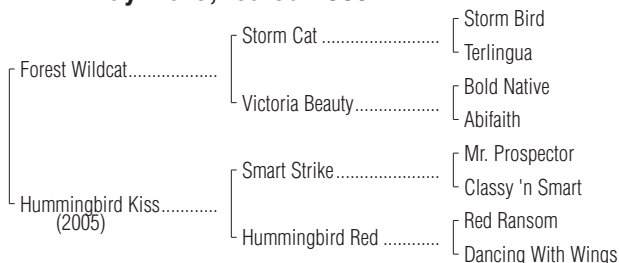 Storm Bird
Storm Cat ........................
Terlingua
Forest Wildcat..................
Bold Native
Victoria Beauty.................
Abifaith
Mr. Prospector
Smart Strike.....................
Classy 'n Smart
Hummingbird Kiss...........
(2005)
Red Ransom
Hummingbird Red ............
Dancing With Wings